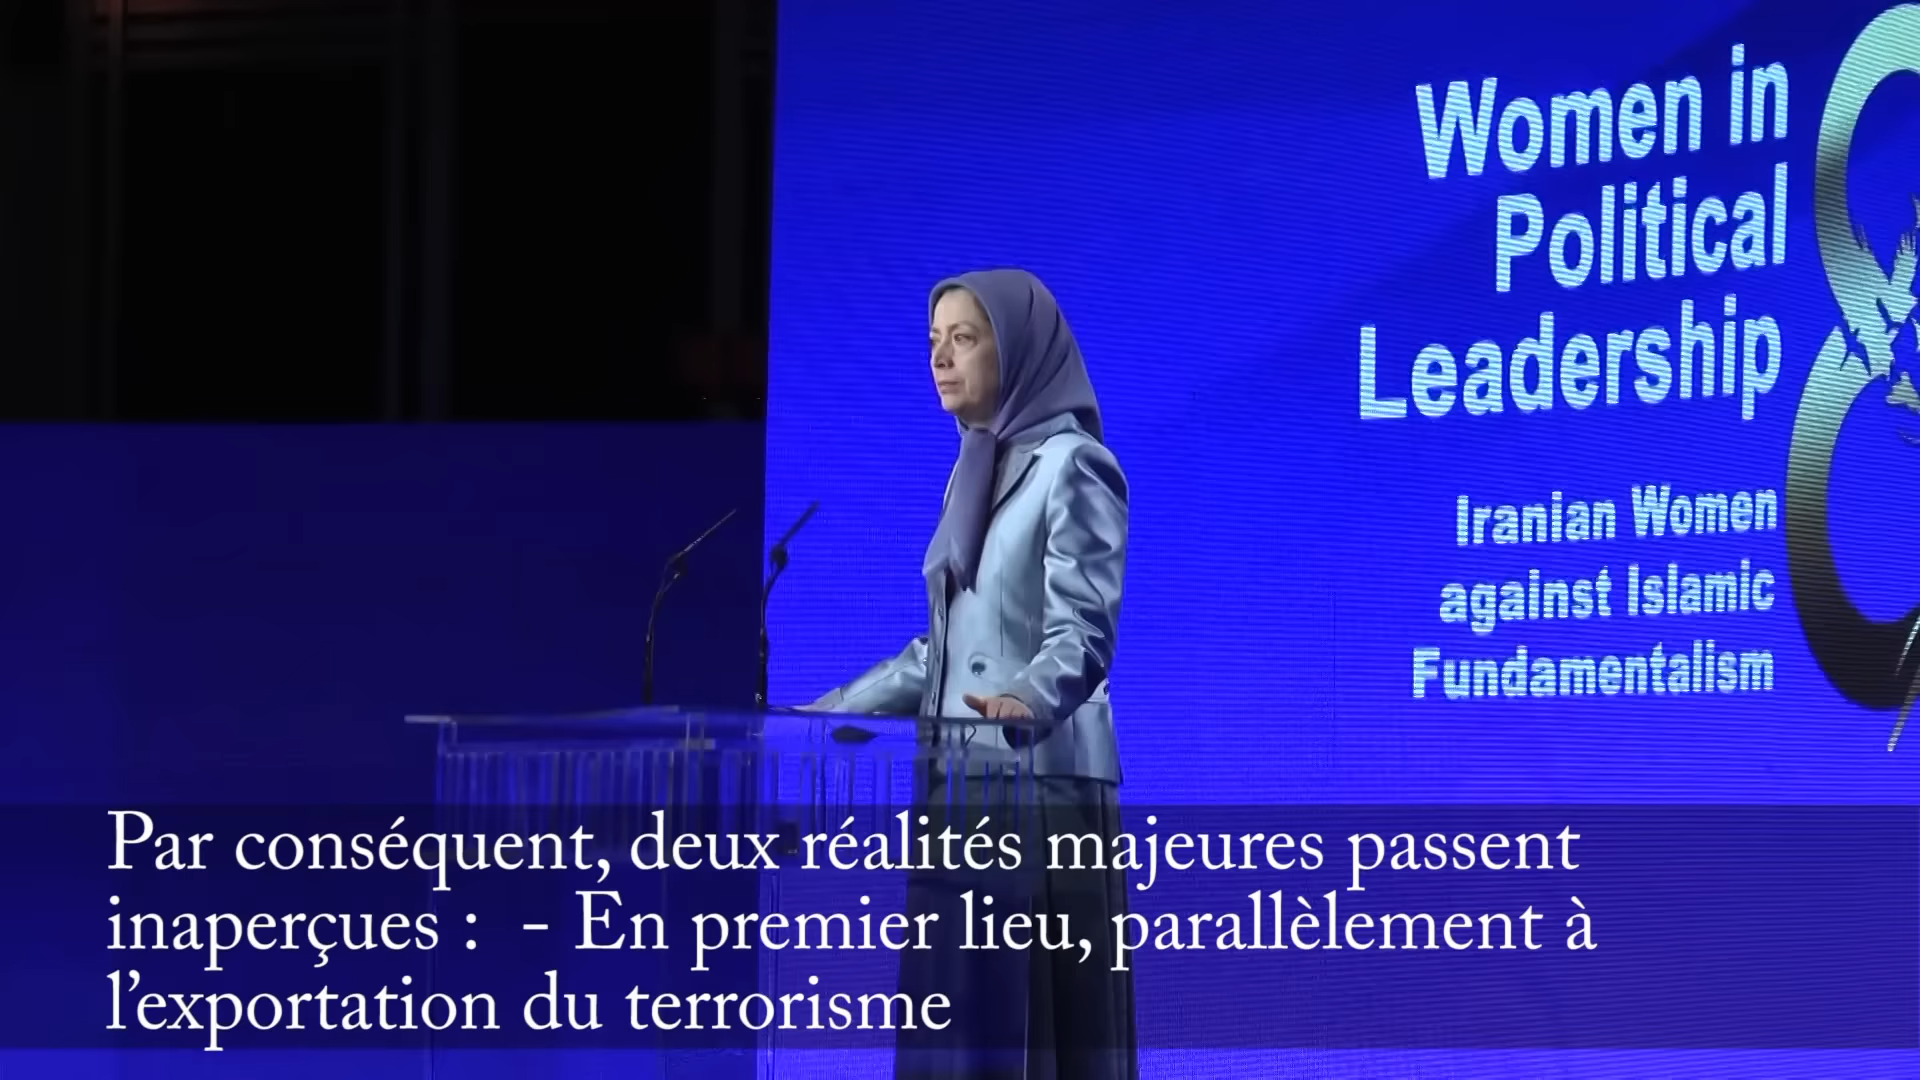 Women in
Political
Leadership
Iranian Women
against Islamic
Fundamentalism
Par conséquent, deux réalités majeures passent
inaperçues :  - En premier lieu, parallèlement à
l’exportation du terrorisme